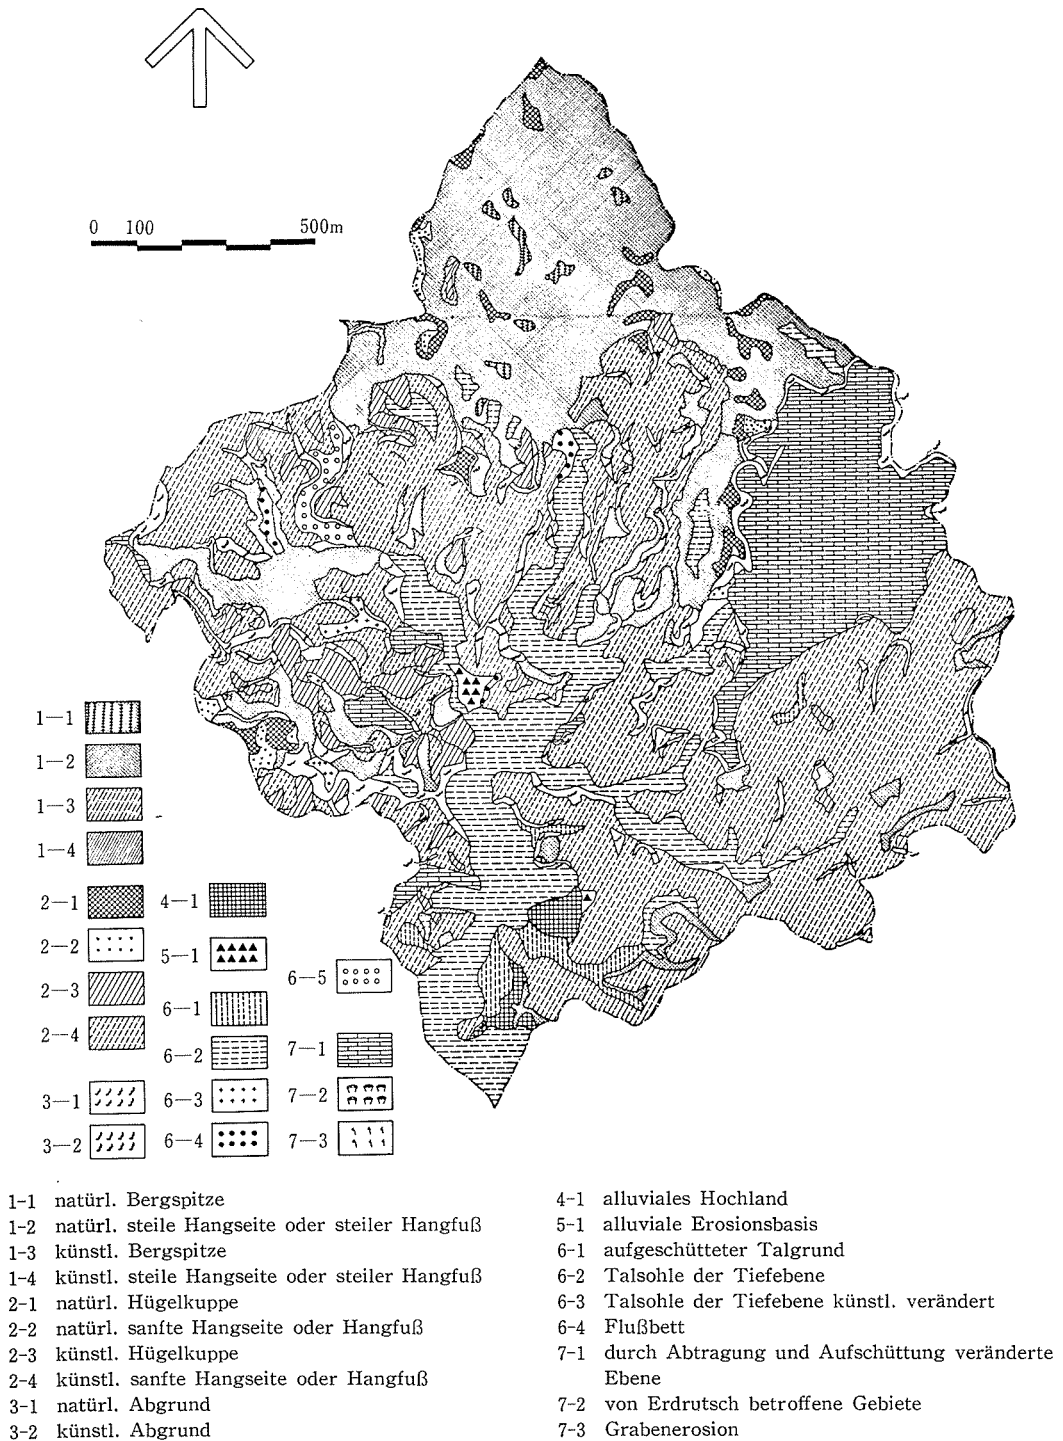 0 100 500m
1—1
1—2
1—3
1—4
2—1 4—1
2—2 5—1
2—3 6—5
2—4 6—1
6—2 7—1
3—1 6—3 7—2
3—2 6—4 7—3
1-1 natürl. Bergspitze
1-2 natürl. steile Hangseite oder steiler Hangfuß
1-3 künstl. Bergspitze
1-4 künstl. steile Hangseite oder steiler Hangfuß
2-1 natürl. Hügelkuppe
2-2 natürl. sanfte Hangseite oder Hangfuß
2-3 künstl. Hügelkuppe
2-4 künstl. sanfte Hangseite oder Hangfuß
3-1 natürl. Abgrund
3-2 künstl. Abgrund
4-1 alluviales Hochland
5-1 alluviale Erosionsbasis
6-1 aufgeschütteter Talgrund
6-2 Talsohle der Tiefebene
6-3 Talsohle der Tiefebene künstl. verändert
6-4 Flußbett
7-1 durch Abtragung und Aufschüttung veränderte
Ebene
7-2 von Erdrutsch betroffene Gebiete
7-3 Grabenerosion